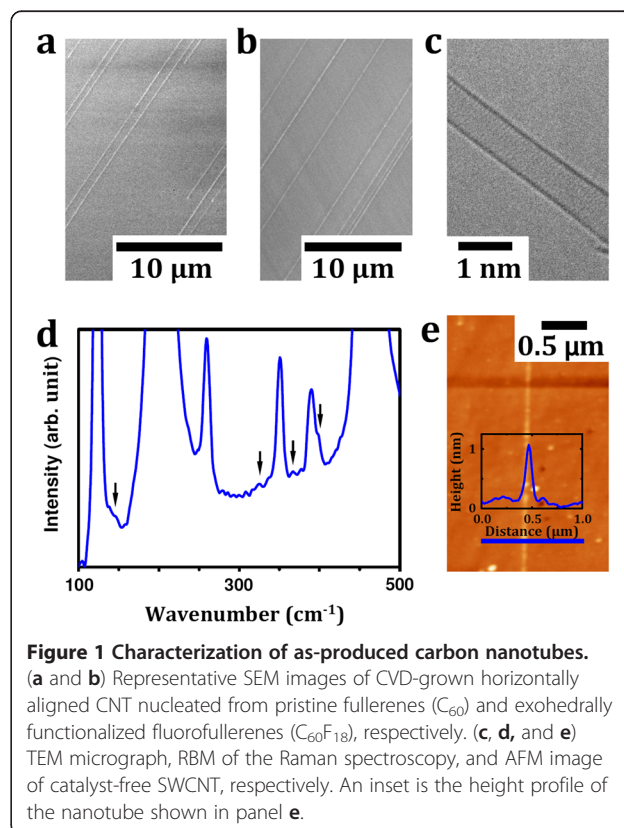 a
b
c
10 μm
10 μm
1 nm
d
e
0.5 μm
Intensity (arb. unit)
100
300
500
Wavenumber (cm⁻¹)
Height (nm)
1
0
0.0
0.5
1.0
Distance (μm)
Figure 1 Characterization of as-produced carbon nanotubes.
(a and b) Representative SEM images of CVD-grown horizontally
aligned CNT nucleated from pristine fullerenes (C₆₀) and exohedrally
functionalized fluorofullerenes (C₆₀F₁₈), respectively. (c, d, and e)
TEM micrograph, RBM of the Raman spectroscopy, and AFM image
of catalyst-free SWCNT, respectively. An inset is the height profile of
the nanotube shown in panel e.